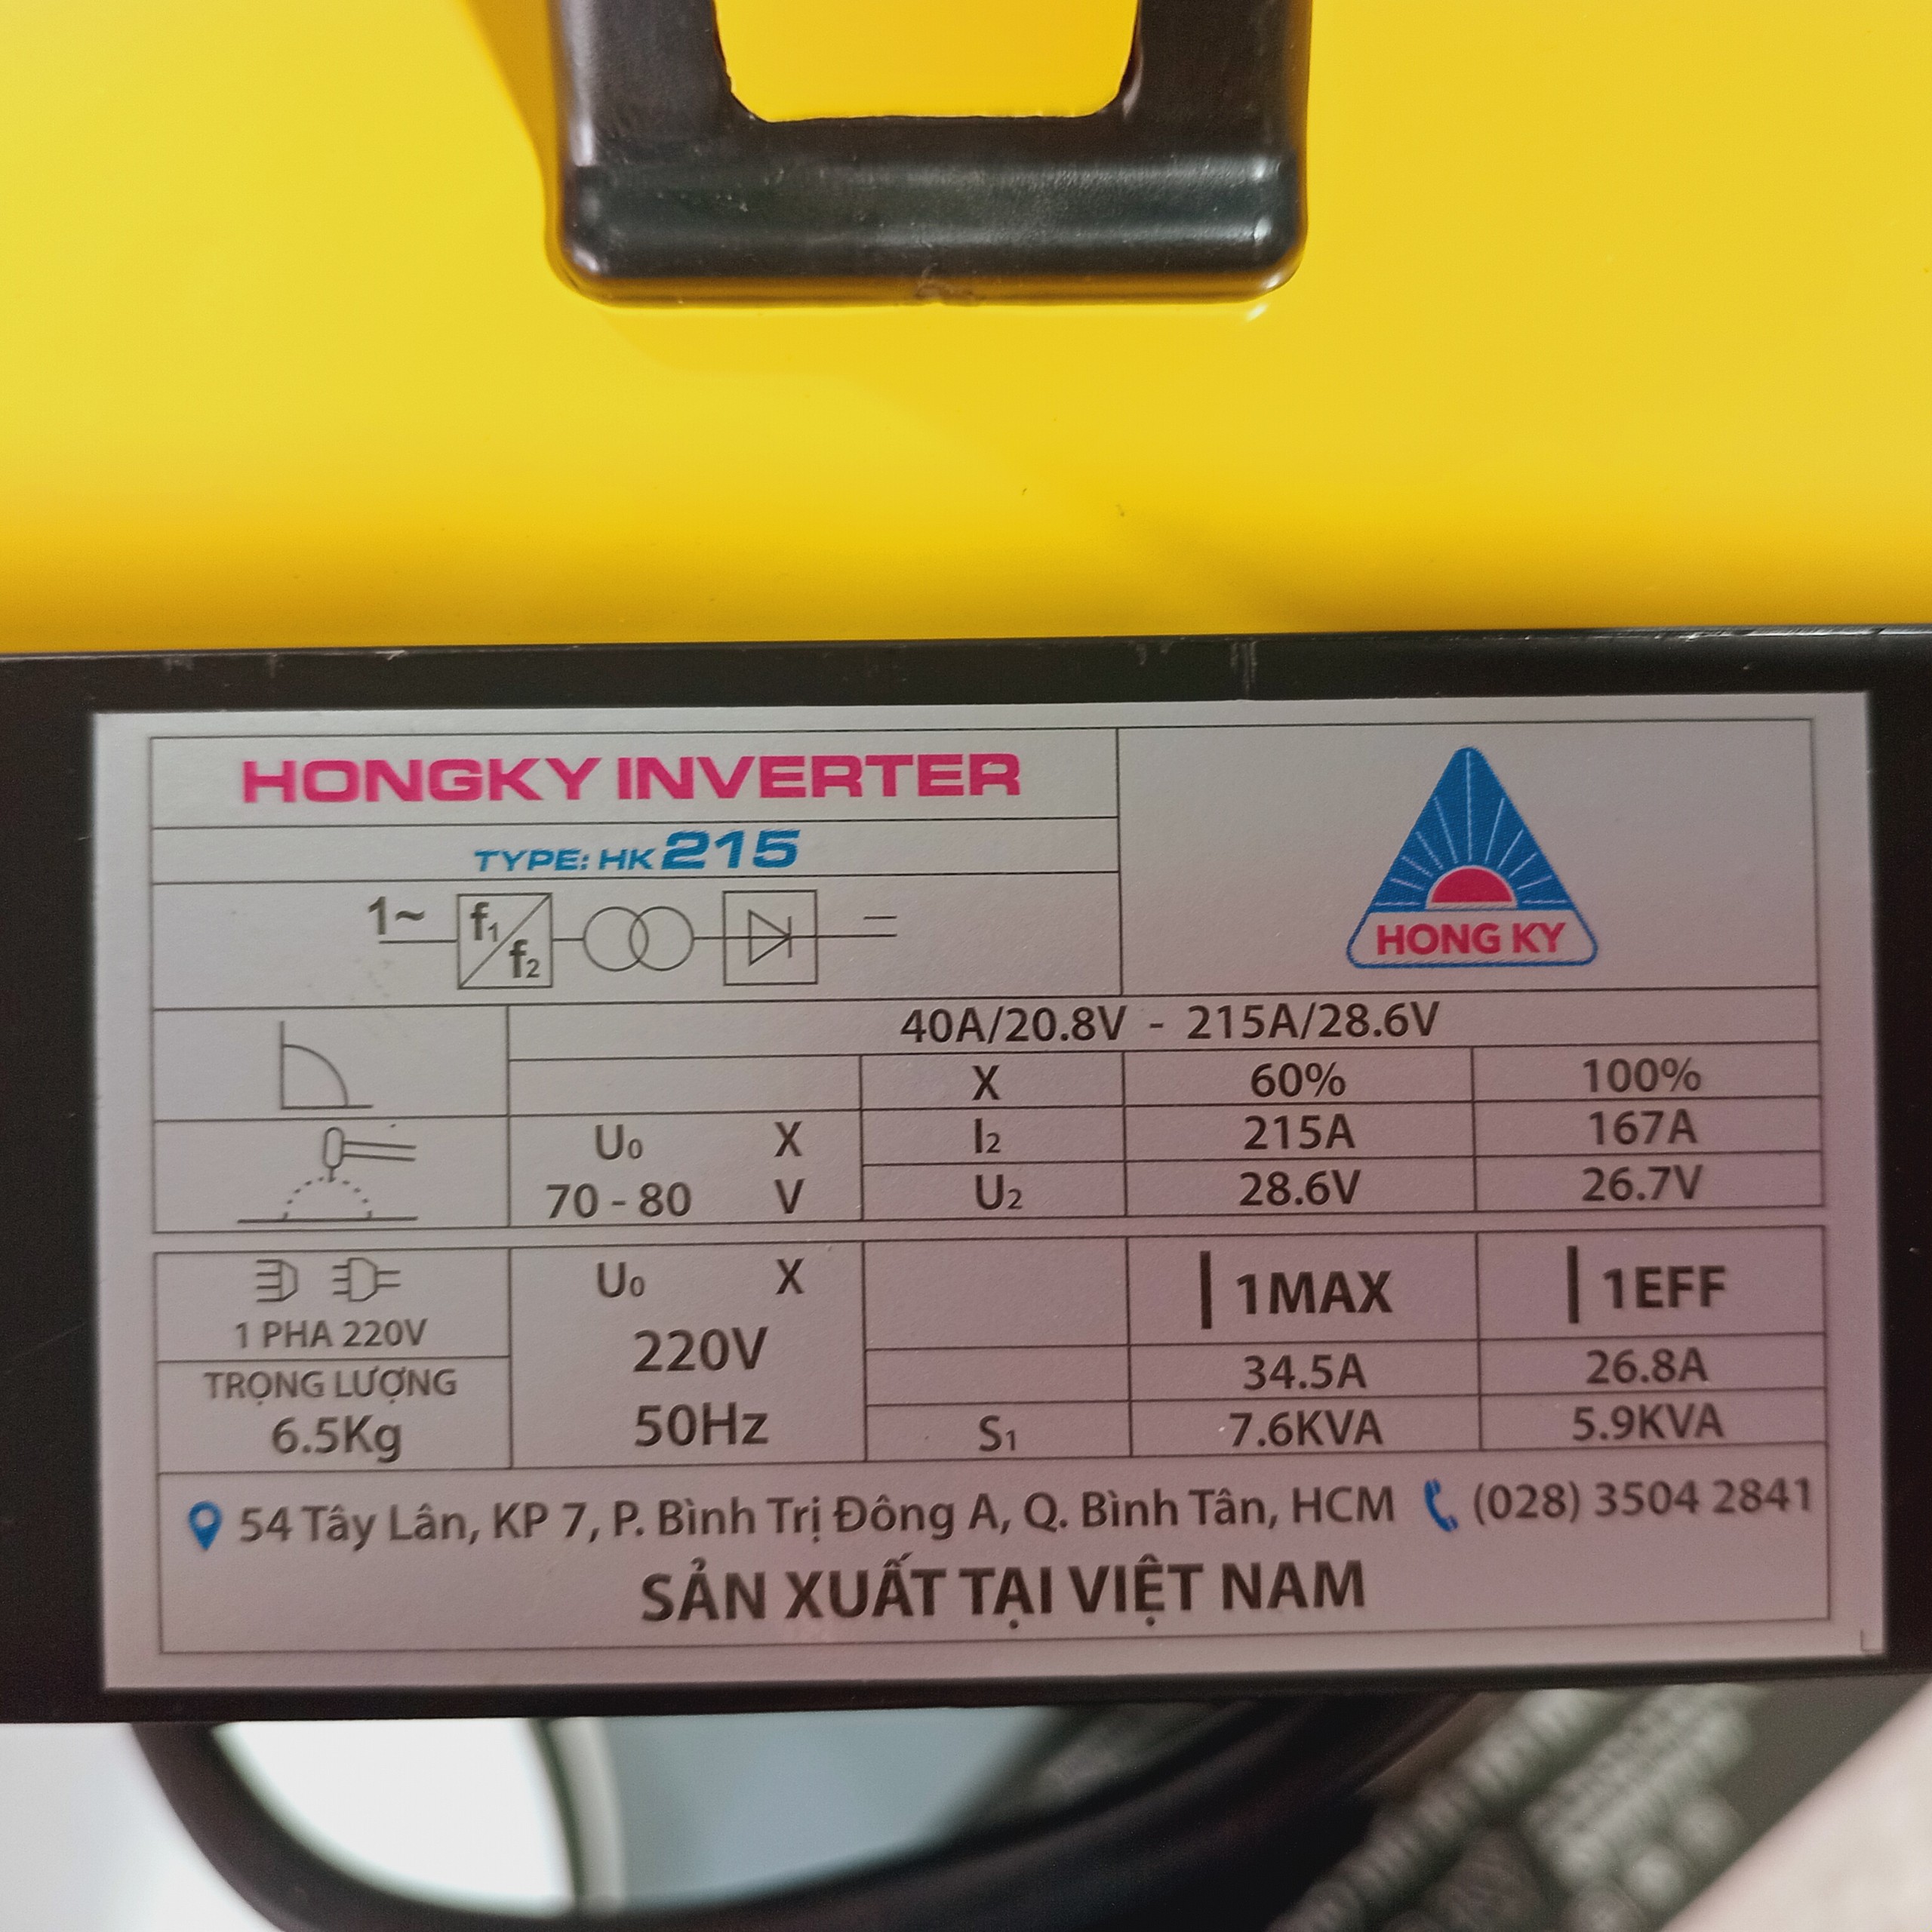 HONGKY INVERTER
TYPE: HK 215
1~ f1/f2
HONG KY
40A/20.8V - 215A/28.6V
X 60% 100%
U0 X I2 215A 167A
70 - 80 V U2 28.6V 26.7V
U0 X I 1MAX I 1EFF
1 PHA 220V
220V
34.5A 26.8A
TRỌNG LƯỢNG
6.5Kg 50Hz S1 7.6KVA 5.9KVA
54 Tây Lân, KP 7, P. Bình Trị Đông A, Q. Bình Tân, HCM (028) 3504 2841
SẢN XUẤT TẠI VIỆT NAM